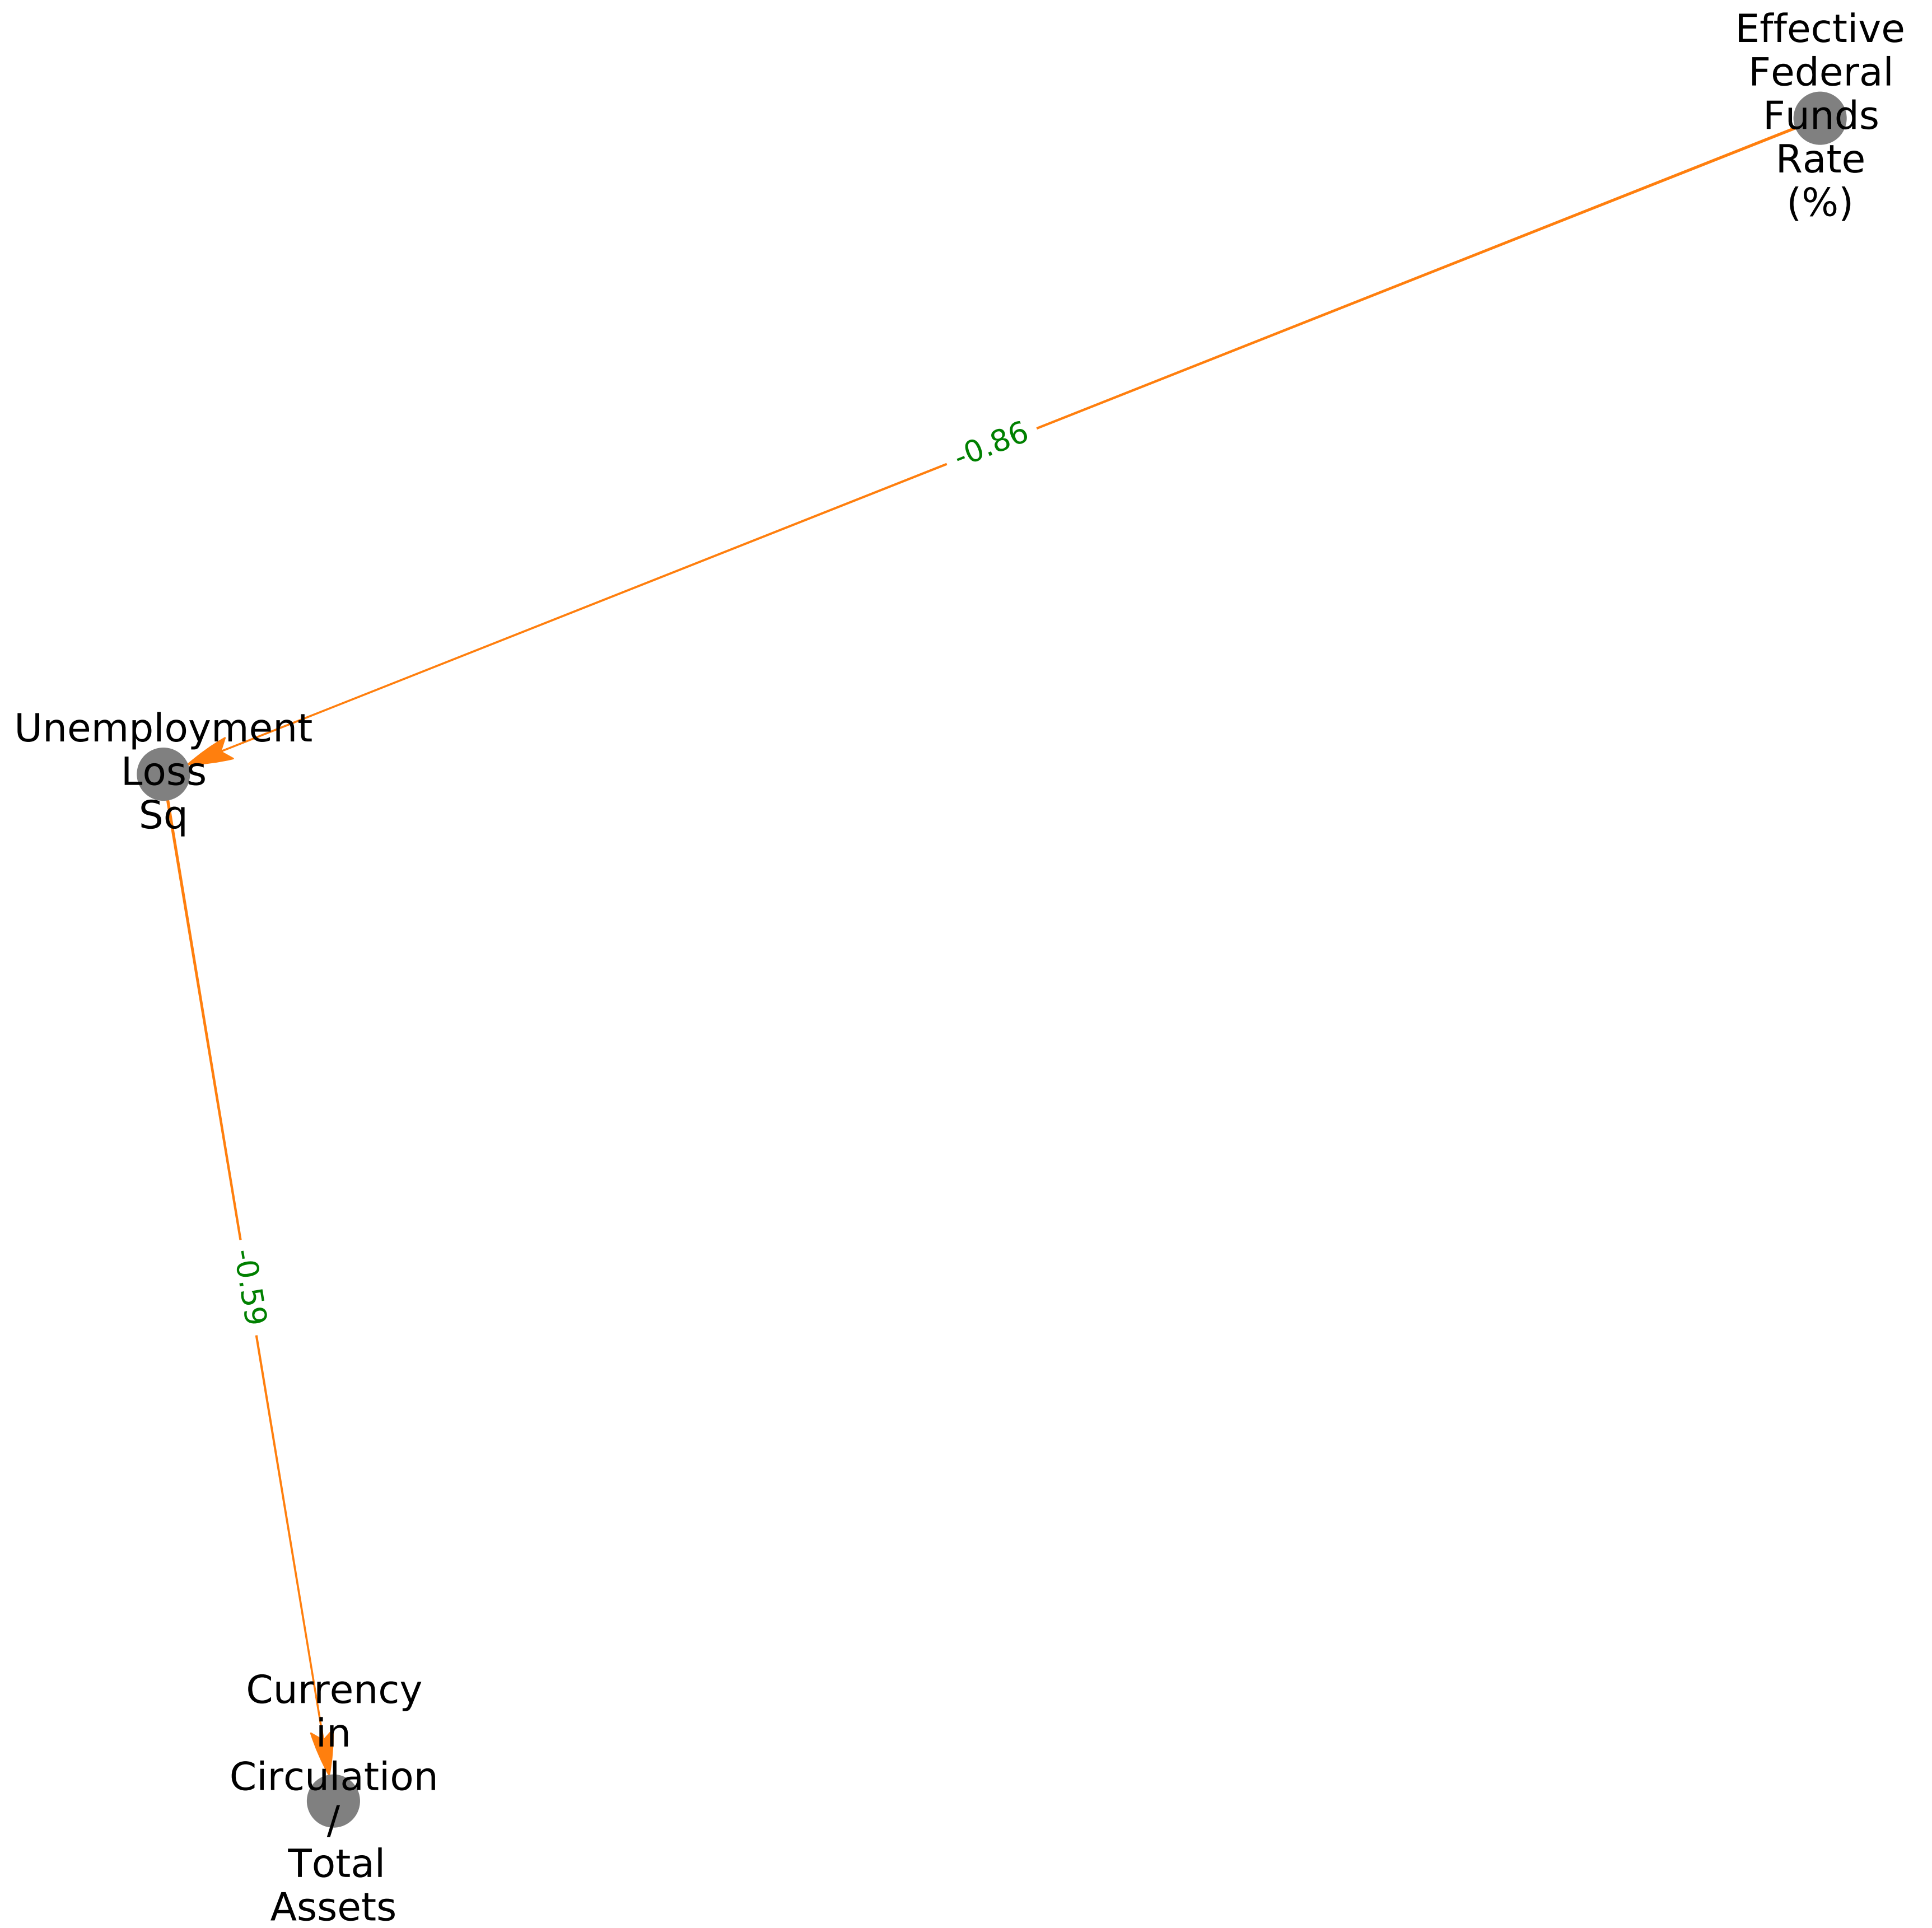 Effective
Federal
Funds
Rate
(%)
-0.86
Unemployment
Loss
Sq
-0.59
Currency
in
Circulation
/
Total
Assets